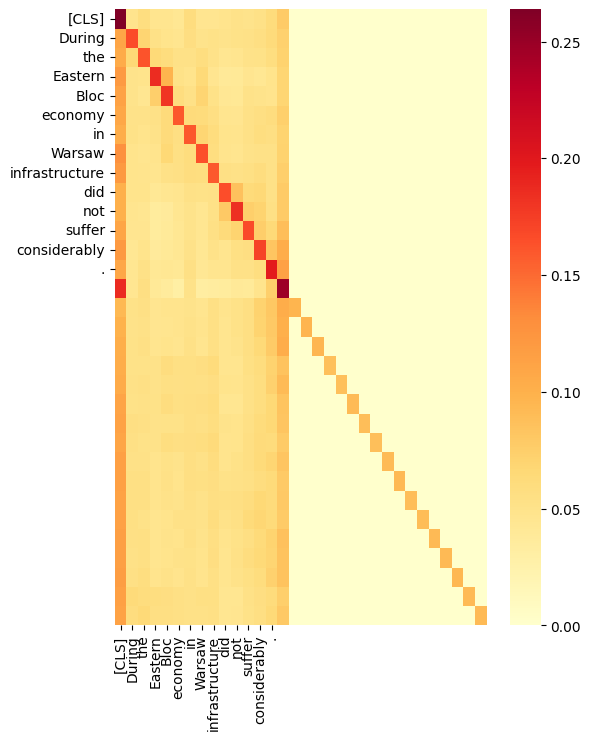 [CLS]
During
the
Eastern
Bloc
economy
in
Warsaw
infrastructure
did
not
suffer
considerably
.
0.25
0.20
0.15
0.10
0.05
0.00
[CLS]
During
the
Eastern
Bloc
economy
in
Warsaw
infrastructure
did
not
suffer
considerably
.